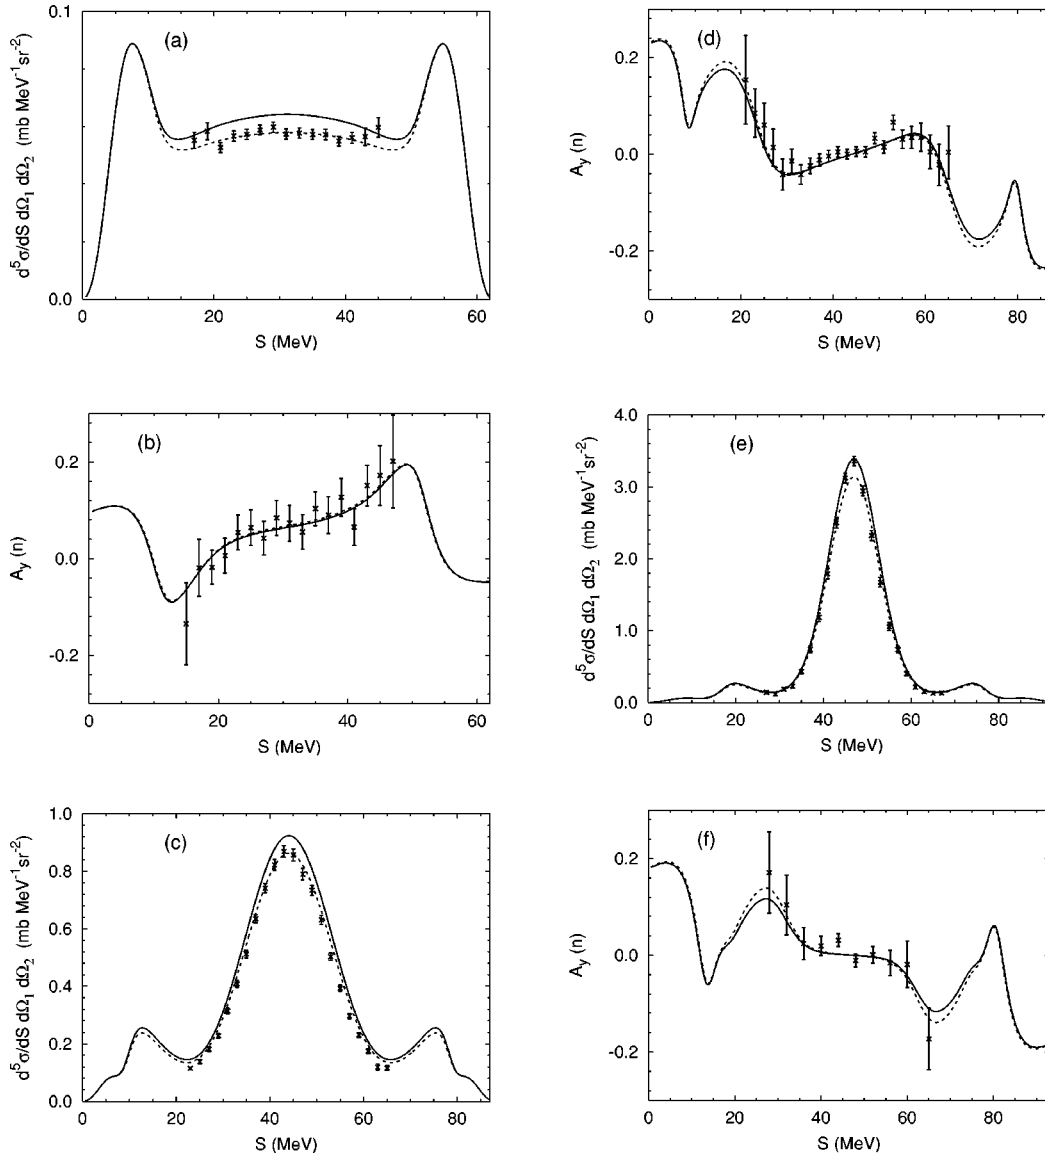 (a)
0.1
0.0
d⁵σ/dS dΩ₁ dΩ₂ (mb MeV⁻¹sr⁻²)
0 20 40 60
S (MeV)
(b)
0.2
0.0
-0.2
A_y (n)
0 20 40 60
S (MeV)
(c)
1.0
0.8
0.6
0.4
0.2
0.0
d⁵σ/dS dΩ₁ dΩ₂ (mb MeV⁻¹sr⁻²)
0 20 40 60 80
S (MeV)
(d)
0.2
0.0
-0.2
A_y (n)
0 20 40 60 80
S (MeV)
(e)
4.0
3.0
2.0
1.0
0.0
d⁵σ/dS dΩ₁ dΩ₂ (mb MeV⁻¹sr⁻²)
0 20 40 60 80
S (MeV)
(f)
0.2
0.0
-0.2
A_y (n)
0 20 40 60 80
S (MeV)